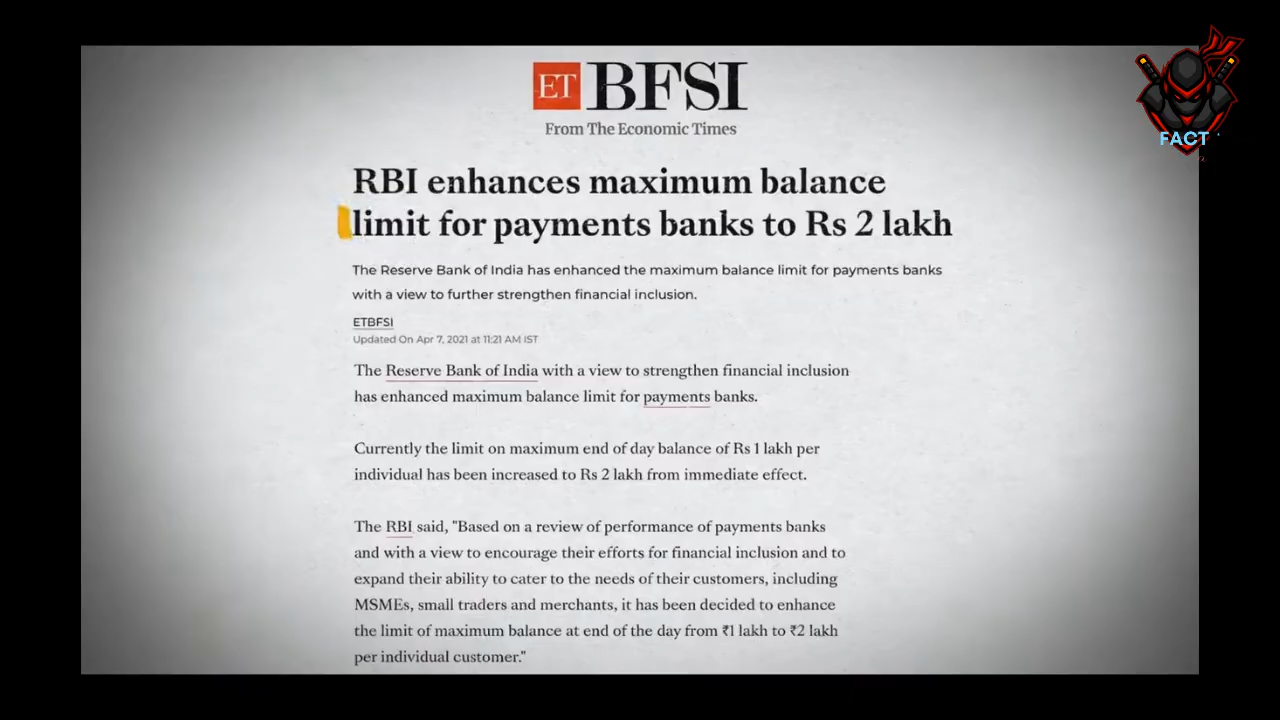 ET BFSI
From The Economic Times
FACT
RBI enhances maximum balance
limit for payments banks to Rs 2 lakh
The Reserve Bank of India has enhanced the maximum balance limit for payments banks
with a view to further strengthen financial inclusion.
ETBFSI
Updated On Apr 7, 2021 at 11:21 AM IST
The Reserve Bank of India with a view to strengthen financial inclusion
has enhanced maximum balance limit for payments banks.
Currently the limit on maximum end of day balance of Rs 1 lakh per
individual has been increased to Rs 2 lakh from immediate effect.
The RBI said, "Based on a review of performance of payments banks
and with a view to encourage their efforts for financial inclusion and to
expand their ability to cater to the needs of their customers, including
MSMEs, small traders and merchants, it has been decided to enhance
the limit of maximum balance at end of the day from ₹1 lakh to ₹2 lakh
per individual customer."